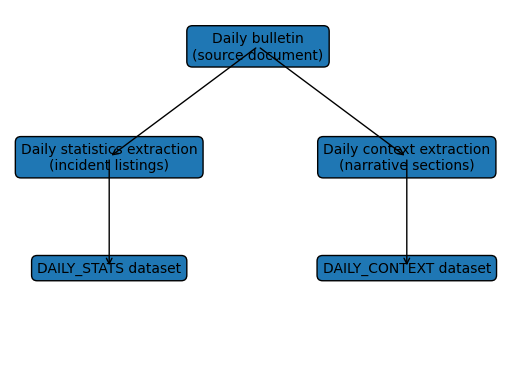 Daily bulletin
(source document)
Daily statistics extraction
(incident listings)
Daily context extraction
(narrative sections)
DAILY_STATS dataset
DAILY_CONTEXT dataset